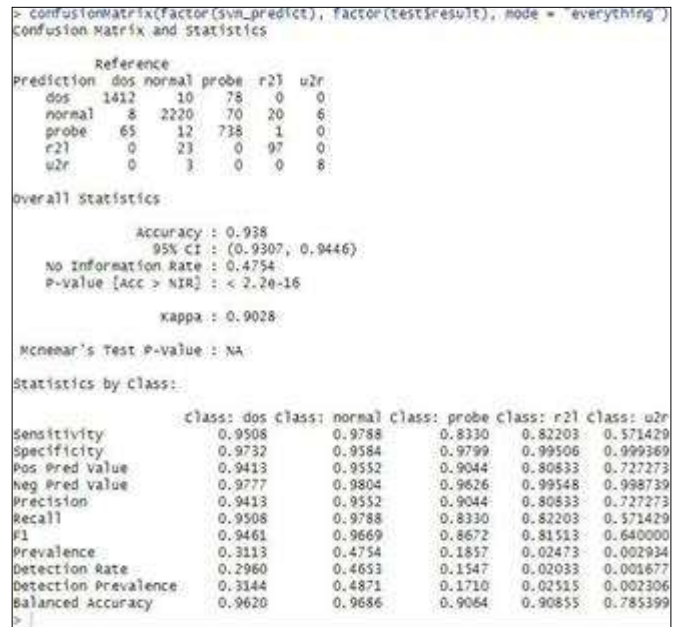 > confusionMatrix(factor(svm_predict), factor(test$result), mode = "everything")
Confusion Matrix and Statistics
Reference
Prediction dos normal probe r2l u2r
dos 1412 10 78 0 0
normal 8 2220 70 20 6
probe 65 12 738 1 0
r2l 0 23 0 97 0
u2r 0 3 0 0 8
Overall Statistics
Accuracy : 0.938
95% CI : (0.9307, 0.9446)
No Information Rate : 0.4754
P-Value [Acc > NIR] : < 2.2e-16
Kappa : 0.9028
Mcnemar's Test P-Value : NA
Statistics by Class:
Class: dos Class: normal Class: probe Class: r2l Class: u2r
Sensitivity 0.9508 0.9788 0.8330 0.82203 0.571429
Specificity 0.9732 0.9584 0.9799 0.99506 0.999369
Pos Pred Value 0.9413 0.9552 0.9044 0.80833 0.727273
Neg Pred Value 0.9777 0.9804 0.9626 0.99548 0.998739
Precision 0.9413 0.9552 0.9044 0.80833 0.727273
Recall 0.9508 0.9788 0.8330 0.82203 0.571429
F1 0.9461 0.9669 0.8672 0.81513 0.640000
Prevalence 0.3113 0.4754 0.1857 0.02473 0.002934
Detection Rate 0.2960 0.4653 0.1547 0.02033 0.001677
Detection Prevalence 0.3144 0.4871 0.1710 0.02515 0.002306
Balanced Accuracy 0.9620 0.9686 0.9064 0.90855 0.785399
>